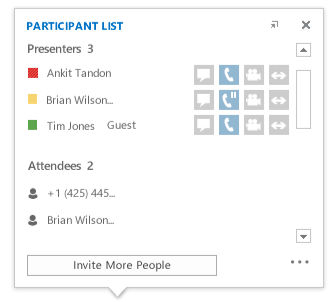 PARTICIPANT LIST
Presenters 3
Ankit Tandon
Brian Wilson...
Tim Jones Guest
Attendees 2
+1 (425) 445...
Brian Wilson...
Invite More People